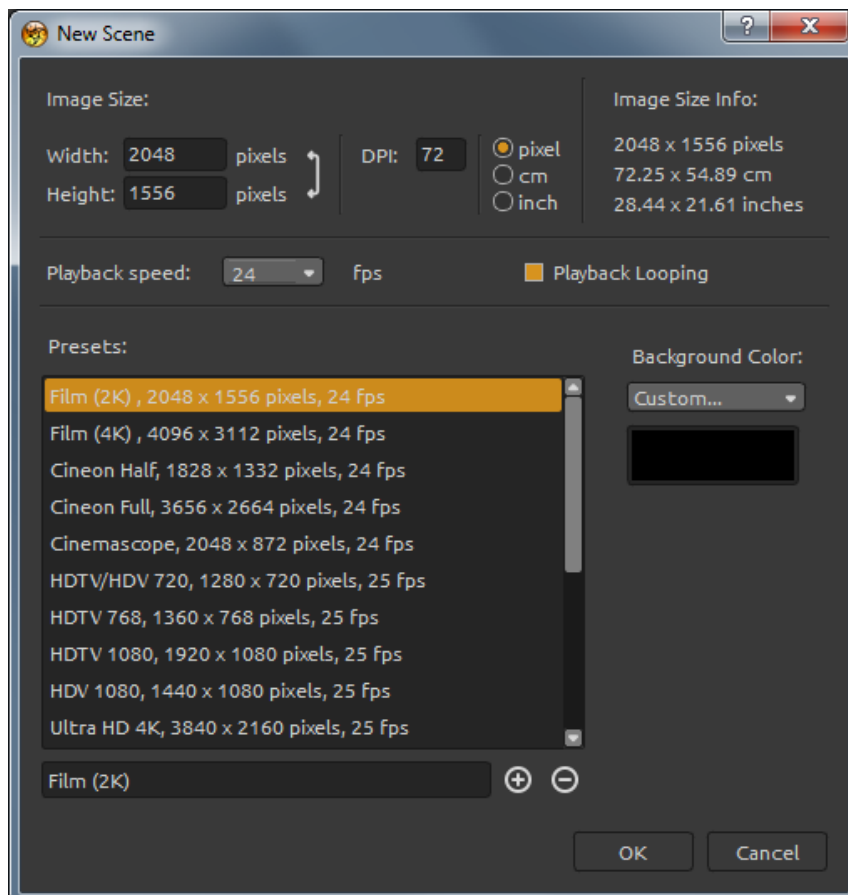 New Scene
?
Image Size:
Width: 2048 pixels
Height: 1556 pixels
DPI: 72
pixel
cm
inch
Image Size Info:
2048 x 1556 pixels
72.25 x 54.89 cm
28.44 x 21.61 inches
Playback speed: 24 fps
Playback Looping
Presets:
Film (2K) , 2048 x 1556 pixels, 24 fps
Film (4K) , 4096 x 3112 pixels, 24 fps
Cineon Half, 1828 x 1332 pixels, 24 fps
Cineon Full, 3656 x 2664 pixels, 24 fps
Cinemascope, 2048 x 872 pixels, 24 fps
HDTV/HDV 720, 1280 x 720 pixels, 25 fps
HDTV 768, 1360 x 768 pixels, 25 fps
HDTV 1080, 1920 x 1080 pixels, 25 fps
HDV 1080, 1440 x 1080 pixels, 25 fps
Ultra HD 4K, 3840 x 2160 pixels, 25 fps
Film (2K)
Background Color:
Custom...
OK
Cancel